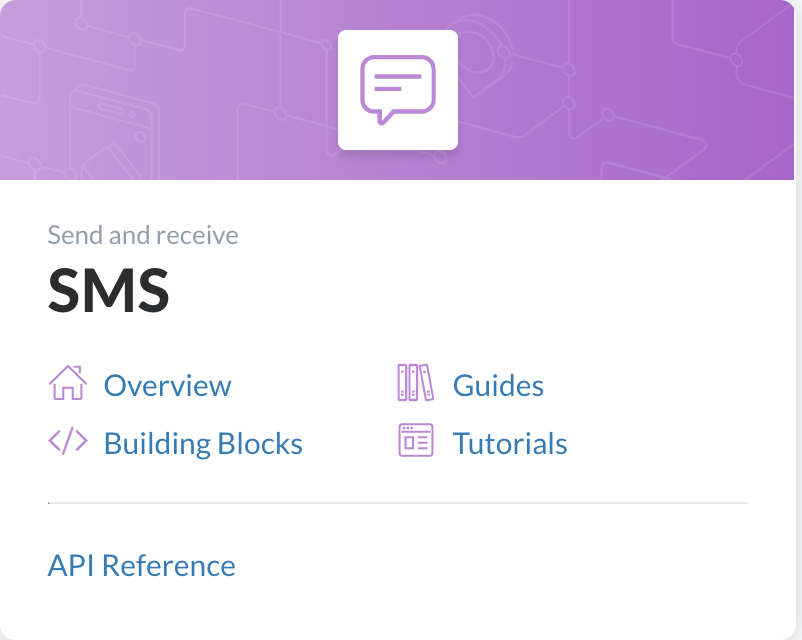 Send and receive
SMS
Overview
Guides
Building Blocks
Tutorials
API Reference